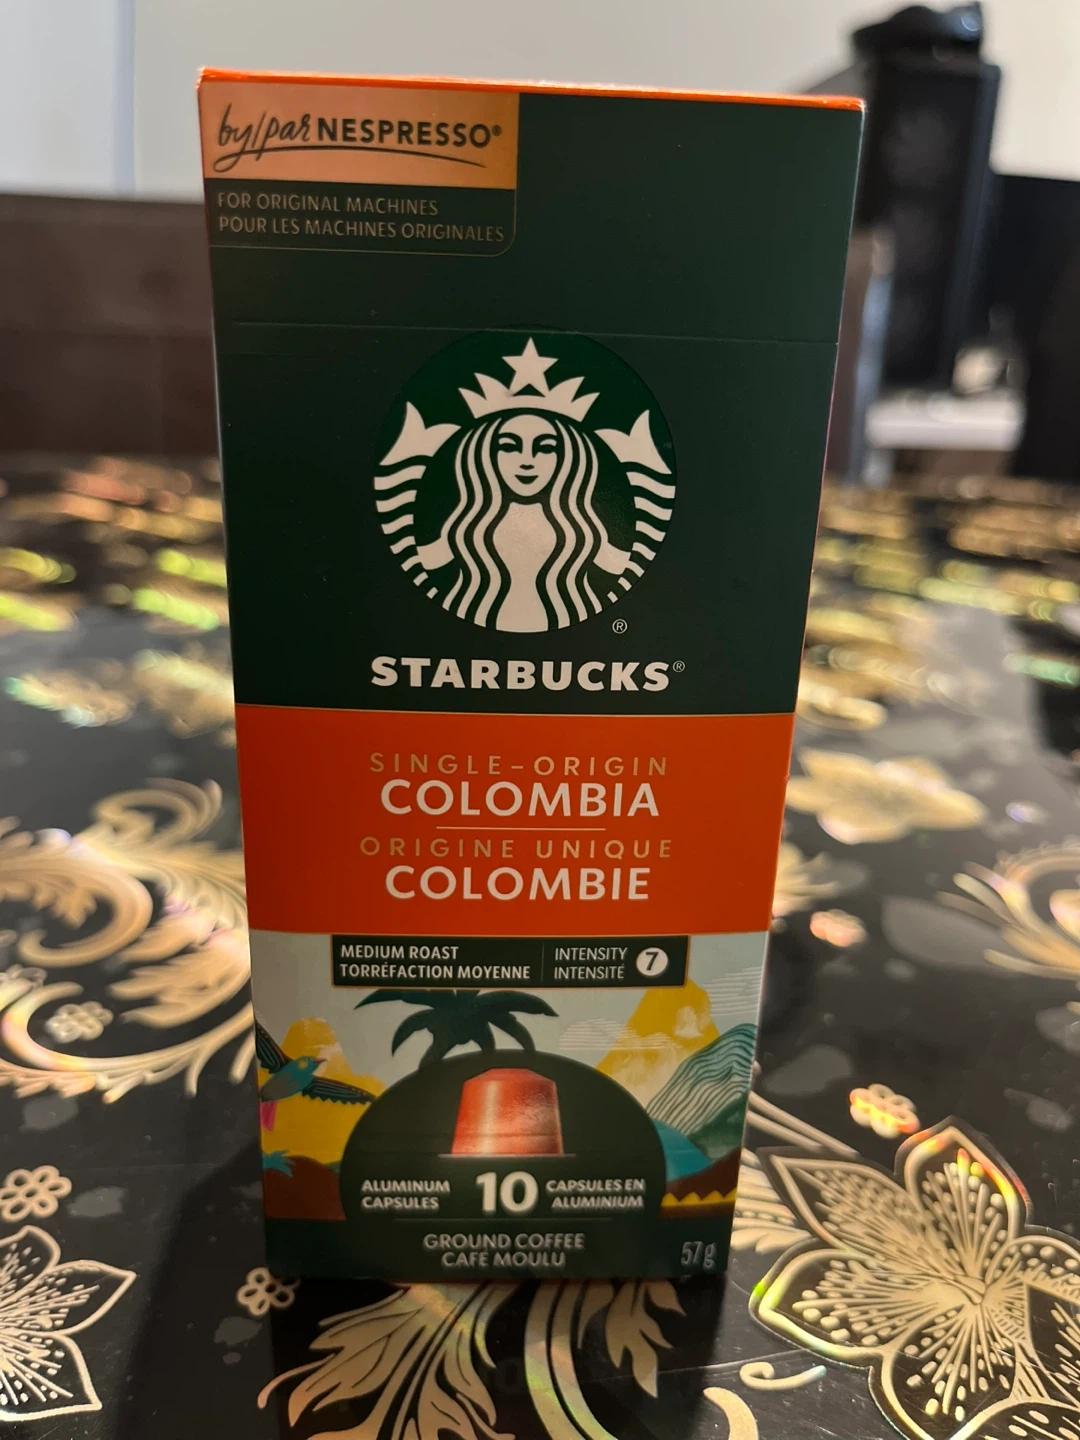 by/par NESPRESSO®
FOR ORIGINAL MACHINES
POUR LES MACHINES ORIGINALES
®
STARBUCKS®
SINGLE-ORIGIN
COLOMBIA
ORIGINE UNIQUE
COLOMBIE
MEDIUM ROAST
TORRÉFACTION MOYENNE
INTENSITY
INTENSITÉ
7
ALUMINUM
CAPSULES
10
CAPSULES EN
ALUMINIUM
GROUND COFFEE
CAFÉ MOULU
57 g